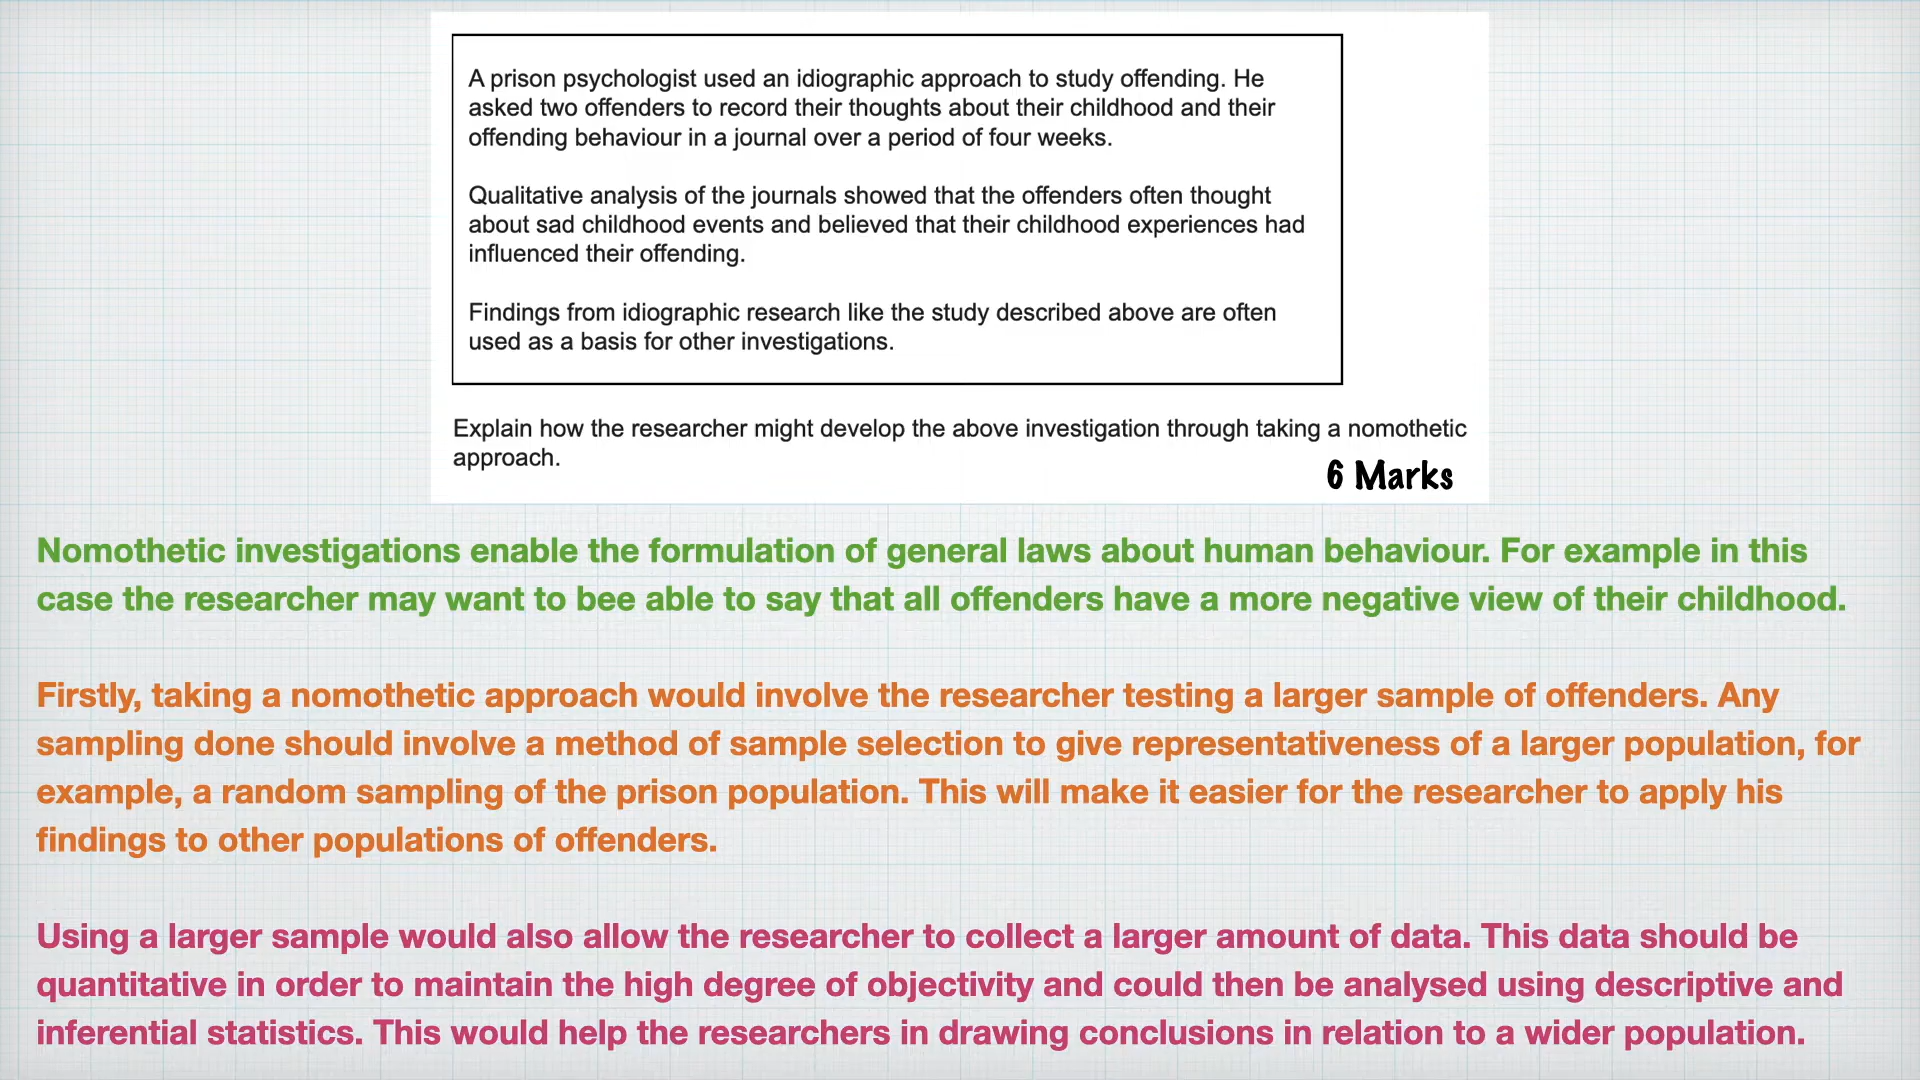 A prison psychologist used an idiographic approach to study offending. He
asked two offenders to record their thoughts about their childhood and their
offending behaviour in a journal over a period of four weeks.
Qualitative analysis of the journals showed that the offenders often thought
about sad childhood events and believed that their childhood experiences had
influenced their offending.
Findings from idiographic research like the study described above are often
used as a basis for other investigations.
Explain how the researcher might develop the above investigation through taking a nomothetic
approach.
6 Marks
Nomothetic investigations enable the formulation of general laws about human behaviour. For example in this
case the researcher may want to bee able to say that all offenders have a more negative view of their childhood.
Firstly, taking a nomothetic approach would involve the researcher testing a larger sample of offenders. Any
sampling done should involve a method of sample selection to give representativeness of a larger population, for
example, a random sampling of the prison population. This will make it easier for the researcher to apply his
findings to other populations of offenders.
Using a larger sample would also allow the researcher to collect a larger amount of data. This data should be
quantitative in order to maintain the high degree of objectivity and could then be analysed using descriptive and
inferential statistics. This would help the researchers in drawing conclusions in relation to a wider population.